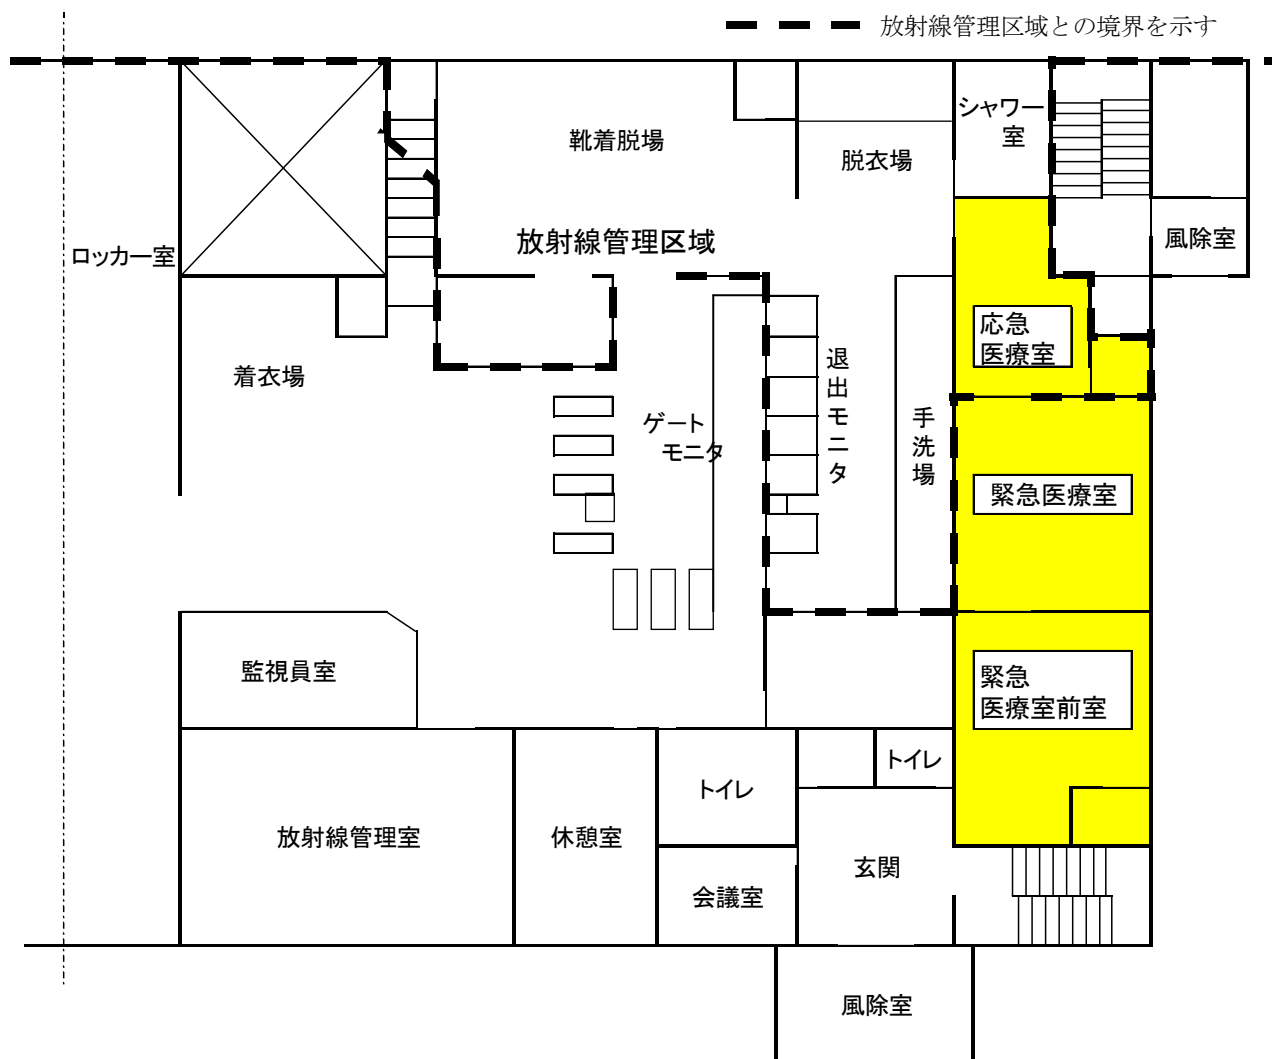 放射線管理区域との境界を示す
シャワー
室
靴着脱場
脱衣場
放射線管理区域
風除室
ロッカー室
応急
医療室
着衣場
退出モニタ
ゲート
モニタ
手洗場
緊急医療室
監視員室
緊急
医療室前室
トイレ
トイレ
放射線管理室
休憩室
玄関
会議室
風除室